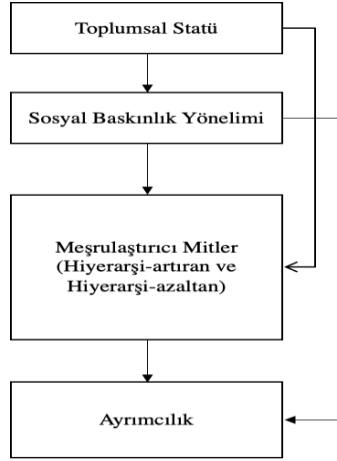 Toplumsal Statü
Sosyal Baskınlık Yönelimi
Meşrulaştırıcı Mitler
(Hiyerarşi-artıran ve
Hiyerarşi-azaltan)
Ayrımcılık